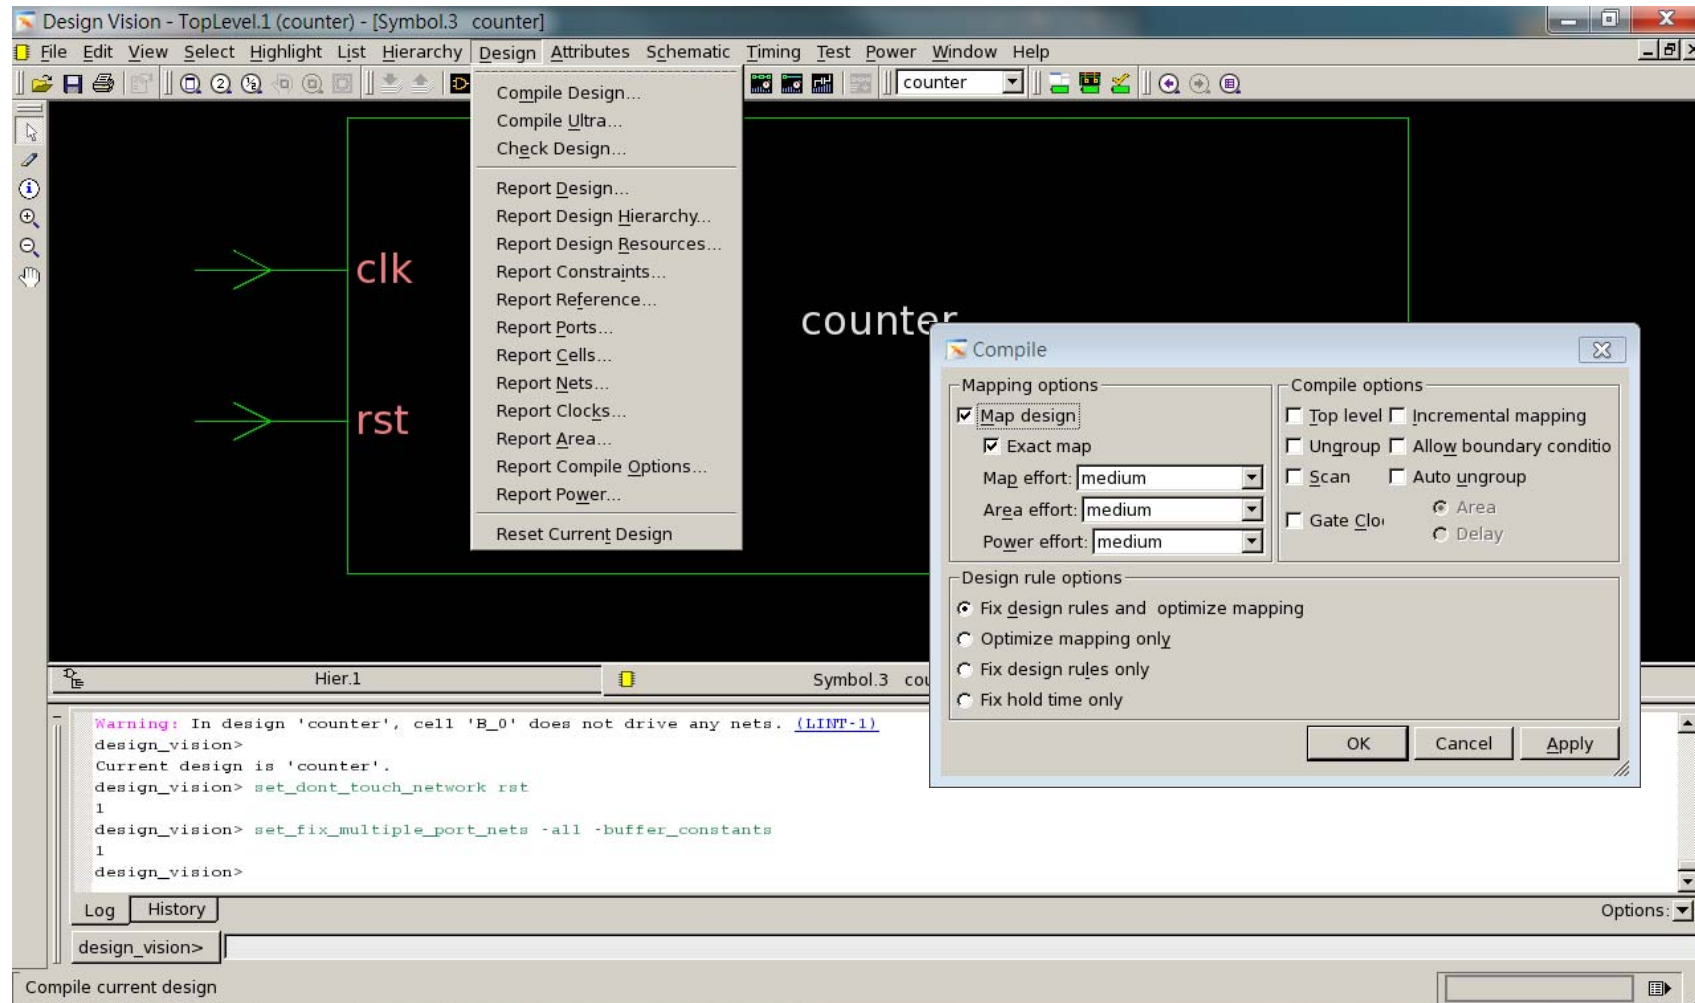 Design Vision - TopLevel.1 (counter) - [Symbol.3 counter]
File Edit View Select Highlight List Hierarchy Design Attributes Schematic Timing Test Power Window Help
counter
Compile Design...
Compile Ultra...
Check Design...
Report Design...
Report Design Hierarchy...
Report Design Resources...
Report Constraints...
Report Reference...
Report Ports...
Report Cells...
Report Nets...
Report Clocks...
Report Area...
Report Compile Options...
Report Power...
Reset Current Design
clk
rst
counter
Compile
Mapping options
Map design
Exact map
Map effort: medium
Area effort: medium
Power effort: medium
Compile options
Top level Incremental mapping
Ungroup Allow boundary conditio
Scan Auto ungroup
Gate Clo
Area
Delay
Design rule options
Fix design rules and optimize mapping
Optimize mapping only
Fix design rules only
Fix hold time only
OK Cancel Apply
Hier.1
Symbol.3 cou
Warning: In design 'counter', cell 'B_0' does not drive any nets. (LINT-1)
design_vision>
Current design is 'counter'.
design_vision> set_dont_touch_network rst
1
design_vision> set_fix_multiple_port_nets -all -buffer_constants
1
design_vision>
Log History
Options:
design_vision>
Compile current design